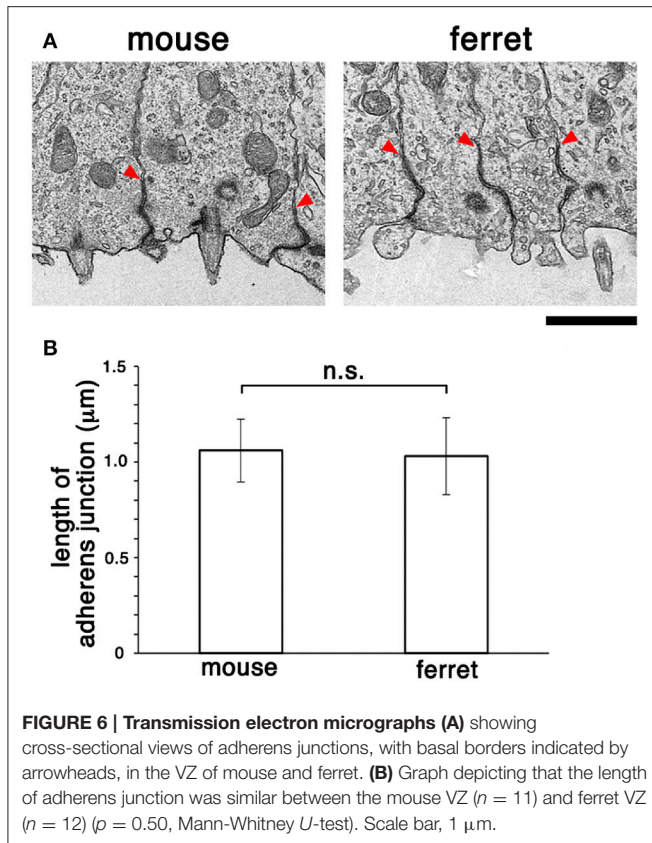 A
mouse
ferret
B
1.5
1.0
0.5
0
length of
adherens junction (μm)
n.s.
mouse
ferret
FIGURE 6 | Transmission electron micrographs (A) showing
cross-sectional views of adherens junctions, with basal borders indicated by
arrowheads, in the VZ of mouse and ferret. (B) Graph depicting that the length
of adherens junction was similar between the mouse VZ (n = 11) and ferret VZ
(n = 12) (p = 0.50, Mann-Whitney U-test). Scale bar, 1 μm.